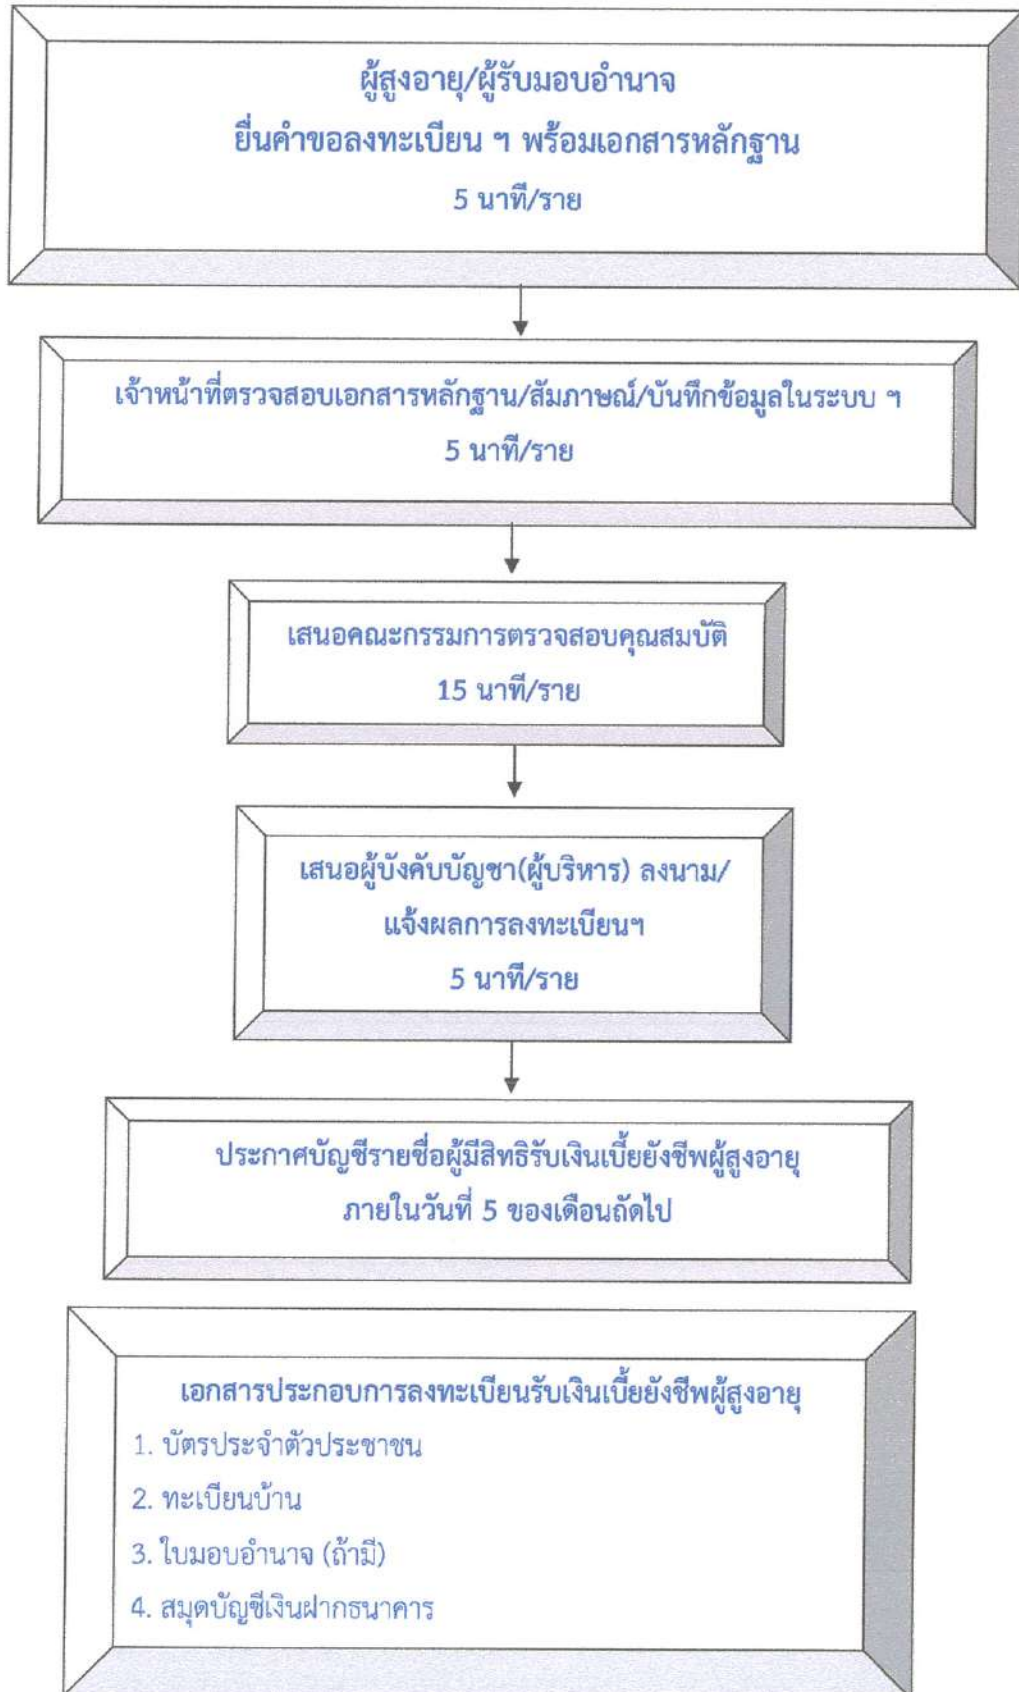 ผู้สูงอายุ/ผู้รับมอบอำนาจ
ยื่นคำขอลงทะเบียน ฯ พร้อมเอกสารหลักฐาน
5 นาที/ราย
เจ้าหน้าที่ตรวจสอบเอกสารหลักฐาน/สัมภาษณ์/บันทึกข้อมูลในระบบ ฯ
5 นาที/ราย
เสนอคณะกรรมการตรวจสอบคุณสมบัติ
15 นาที/ราย
เสนอผู้บังคับบัญชา(ผู้บริหาร) ลงนาม/
แจ้งผลการลงทะเบียนฯ
5 นาที/ราย
ประกาศบัญชีรายชื่อผู้มีสิทธิรับเงินเบี้ยยังชีพผู้สูงอายุ
ภายในวันที่ 5 ของเดือนถัดไป
เอกสารประกอบการลงทะเบียนรับเงินเบี้ยยังชีพผู้สูงอายุ
1. บัตรประจำตัวประชาชน
2. ทะเบียนบ้าน
3. ใบมอบอำนาจ (ถ้ามี)
4. สมุดบัญชีเงินฝากธนาคาร